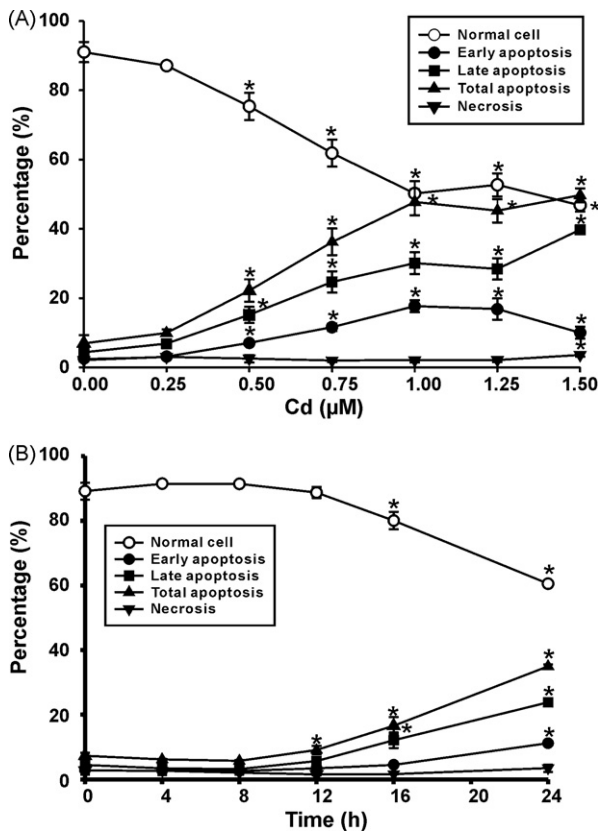 (A)
100
80
60
40
20
0
Percentage (%)
Normal cell
Early apoptosis
Late apoptosis
Total apoptosis
Necrosis
* * * * * *
* * * * * *
* * * * * *
* * * * *
*
0.00 0.25 0.50 0.75 1.00 1.25 1.50
Cd (µM)
(B)
100
80
60
40
20
0
Percentage (%)
Normal cell
Early apoptosis
Late apoptosis
Total apoptosis
Necrosis
* *
* * *
* *
*
0 4 8 12 16 20 24
Time (h)